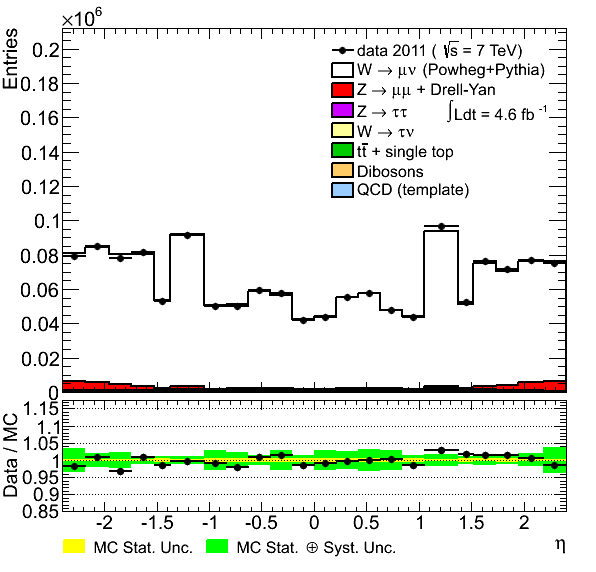 ×10⁶
Entries
0.2
0.18
0.16
0.14
0.12
0.1
0.08
0.06
0.04
0.02
0
data 2011 ( √s = 7 TeV)
W → μν (Powheg+Pythia)
Z → μμ + Drell-Yan
Z → ττ
∫Ldt = 4.6 fb⁻¹
W → τν
tt̅ + single top
Dibosons
QCD (template)
Data / MC
1.15
1.1
1.05
1
0.95
0.9
0.85
-2 -1.5 -1 -0.5 0 0.5 1 1.5 2
MC Stat. Unc. MC Stat. ⊕ Syst. Unc. η